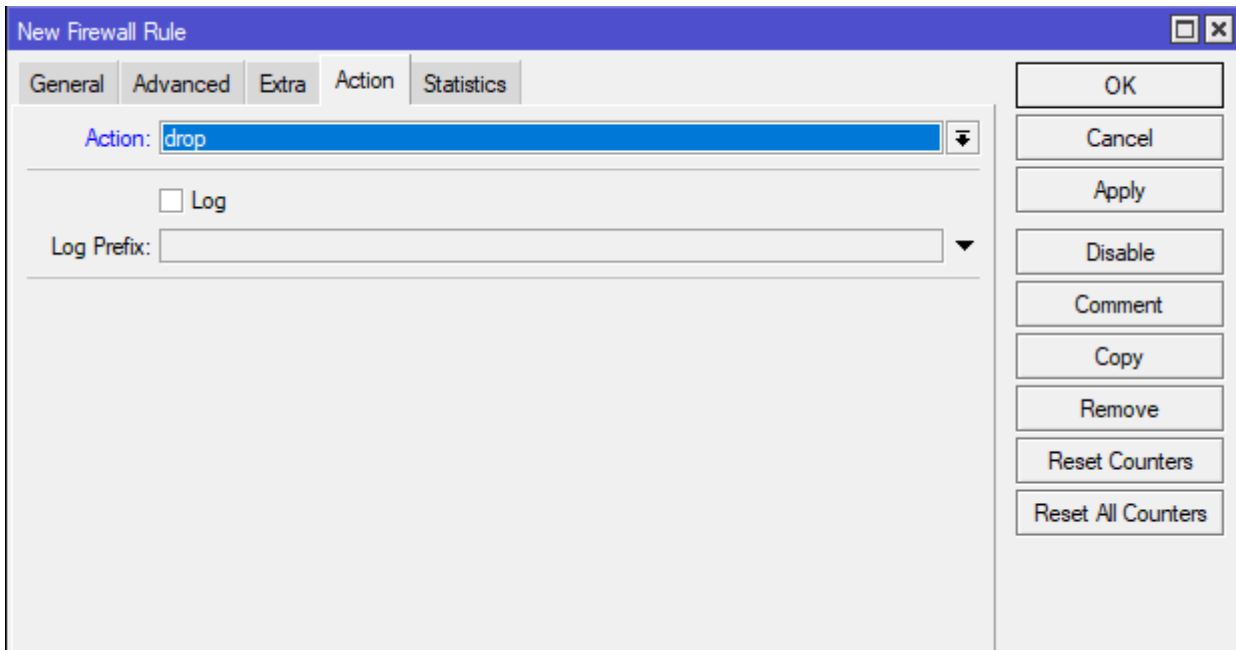 New Firewall Rule
General Advanced Extra Action Statistics
OK
Action: drop
Cancel
Log
Apply
Log Prefix:
Disable
Comment
Copy
Remove
Reset Counters
Reset All Counters